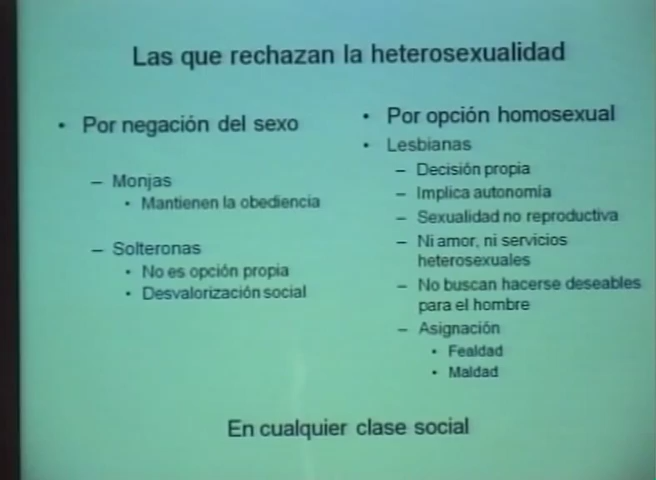 Las que rechazan la heterosexualidad
• Por negación del sexo
– Monjas
• Mantienen la obediencia
– Solteronas
• No es opción propia
• Desvalorización social
• Por opción homosexual
• Lesbianas
– Decisión propia
– Implica autonomía
– Sexualidad no reproductiva
– Ni amor, ni servicios
heterosexuales
– No buscan hacerse deseables
para el hombre
– Asignación
• Fealdad
• Maldad
En cualquier clase social